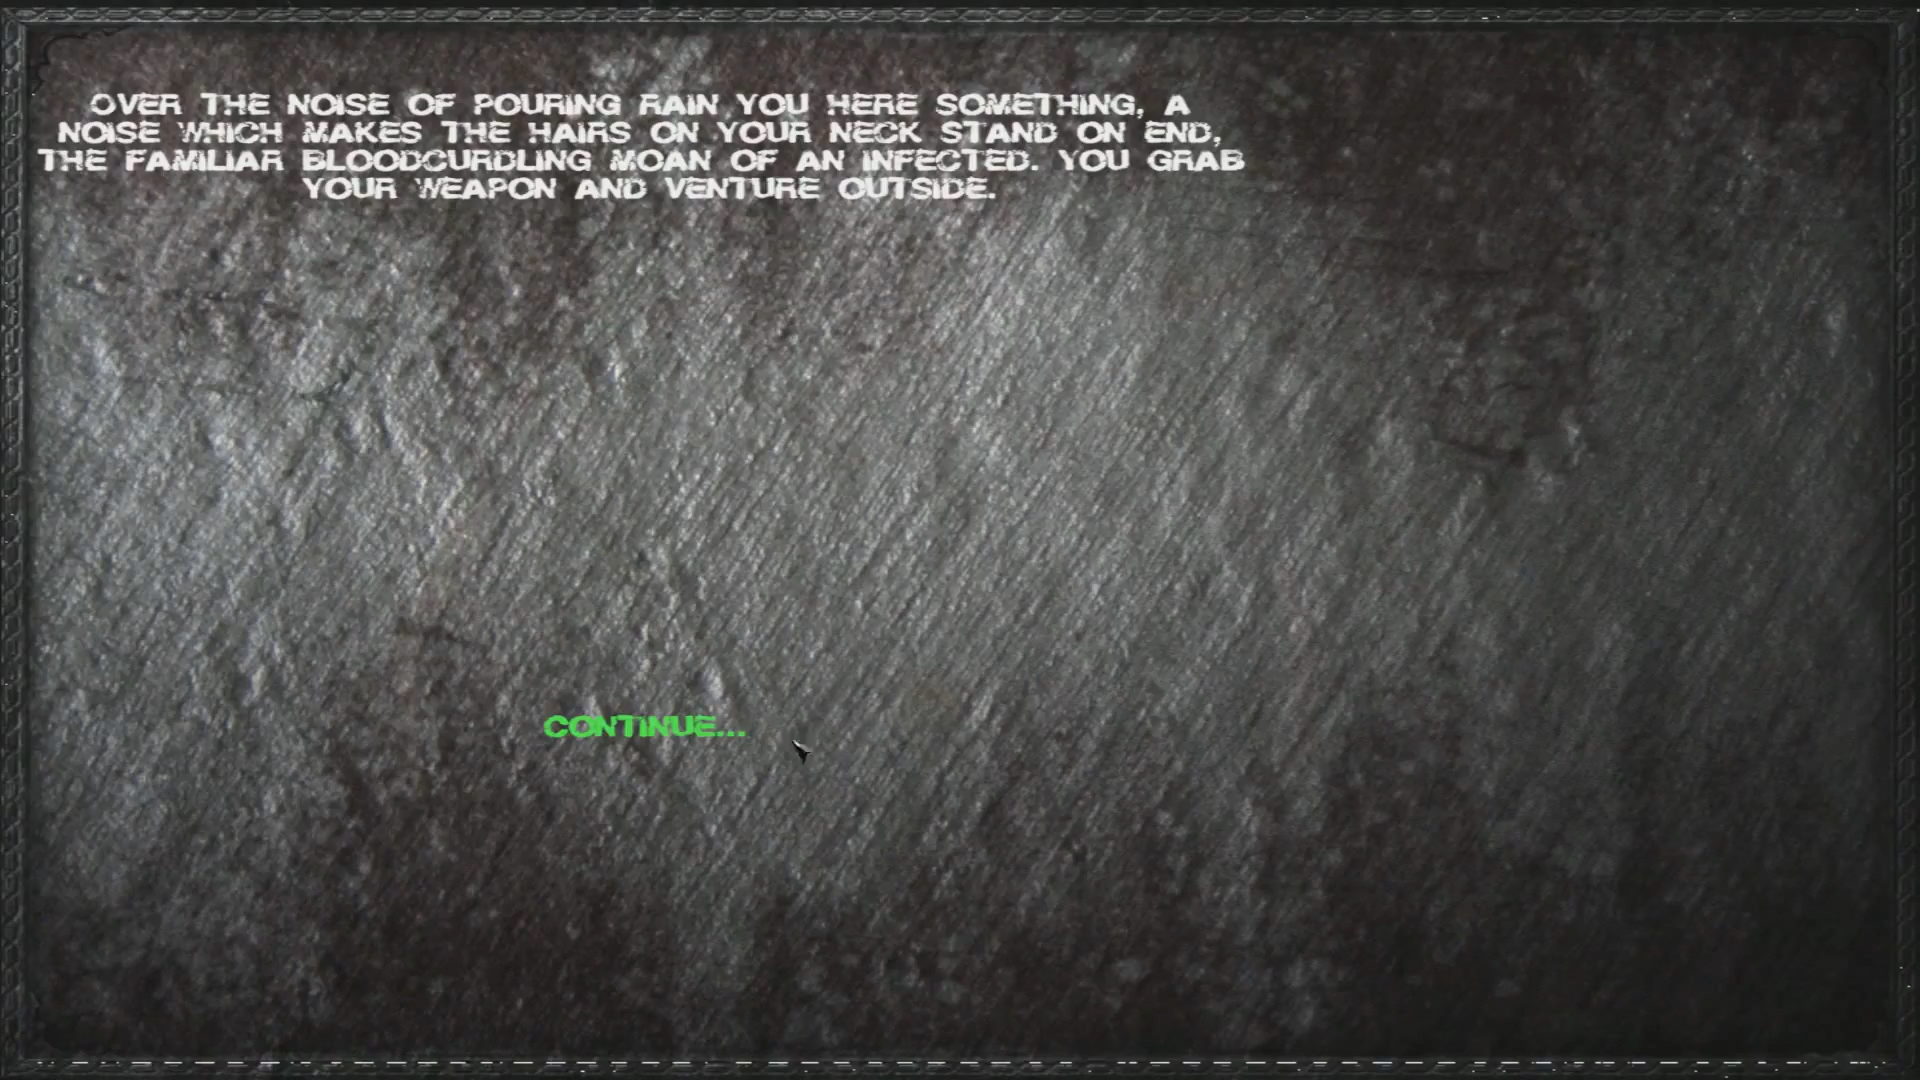 OVER THE NOISE OF POURING RAIN YOU HERE SOMETHING, A
NOISE WHICH MAKES THE HAIRS ON YOUR NECK STAND ON END,
THE FAMILIAR BLOODCURDLING MOAN OF AN INFECTED. YOU GRAB
YOUR WEAPON AND VENTURE OUTSIDE.
CONTINUE...